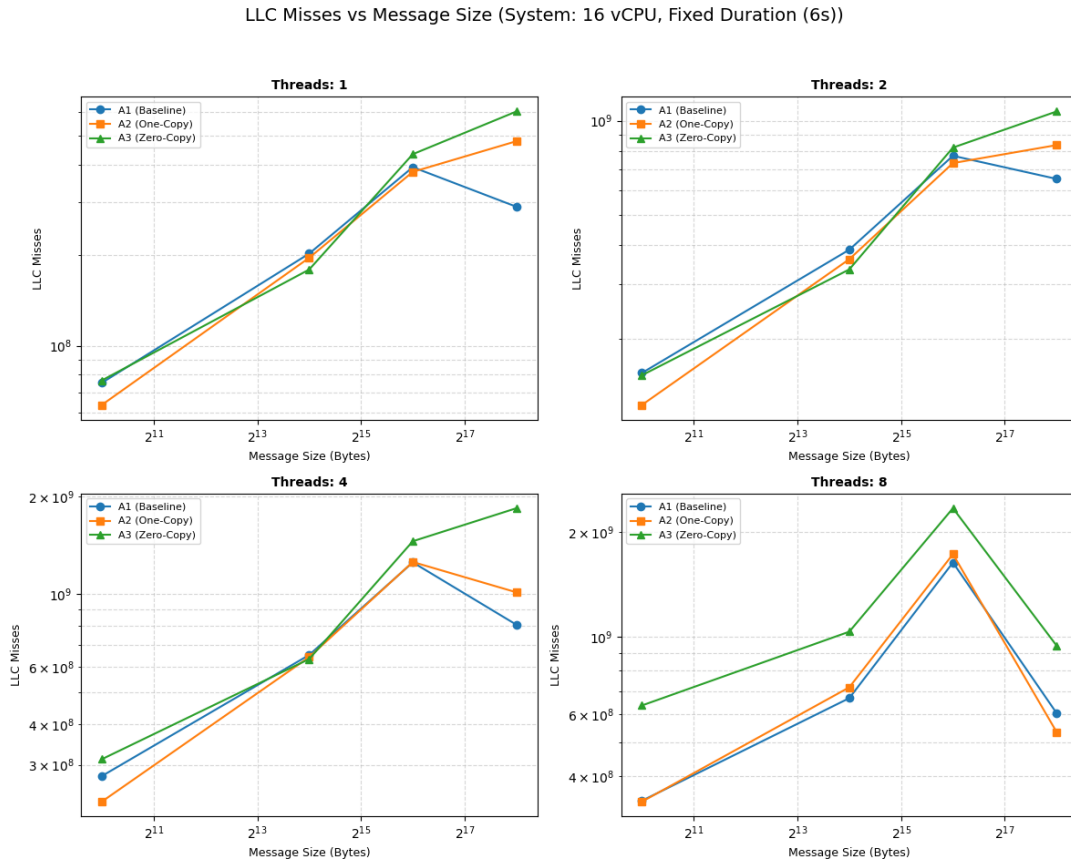 LLC Misses vs Message Size (System: 16 vCPU, Fixed Duration (6s))
Threads: 1
A1 (Baseline)
A2 (One-Copy)
A3 (Zero-Copy)
LLC Misses
10^8
2^11
2^13
2^15
2^17
Message Size (Bytes)
Threads: 2
A1 (Baseline)
A2 (One-Copy)
A3 (Zero-Copy)
LLC Misses
10^9
2^11
2^13
2^15
2^17
Message Size (Bytes)
Threads: 4
A1 (Baseline)
A2 (One-Copy)
A3 (Zero-Copy)
LLC Misses
2 × 10^9
10^9
6 × 10^8
4 × 10^8
3 × 10^8
2^11
2^13
2^15
2^17
Message Size (Bytes)
Threads: 8
A1 (Baseline)
A2 (One-Copy)
A3 (Zero-Copy)
LLC Misses
2 × 10^9
10^9
6 × 10^8
4 × 10^8
2^11
2^13
2^15
2^17
Message Size (Bytes)